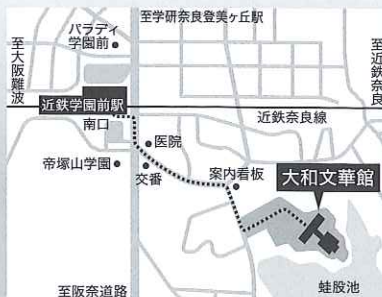 至学研奈良登美ヶ丘駅
パラディ
学園前
至大阪難波
至近鉄奈良
近鉄学園前駅
近鉄奈良線
南口
医院
帝塚山学園
交番
案内看板
大和文華館
至阪奈道路
蛙股池